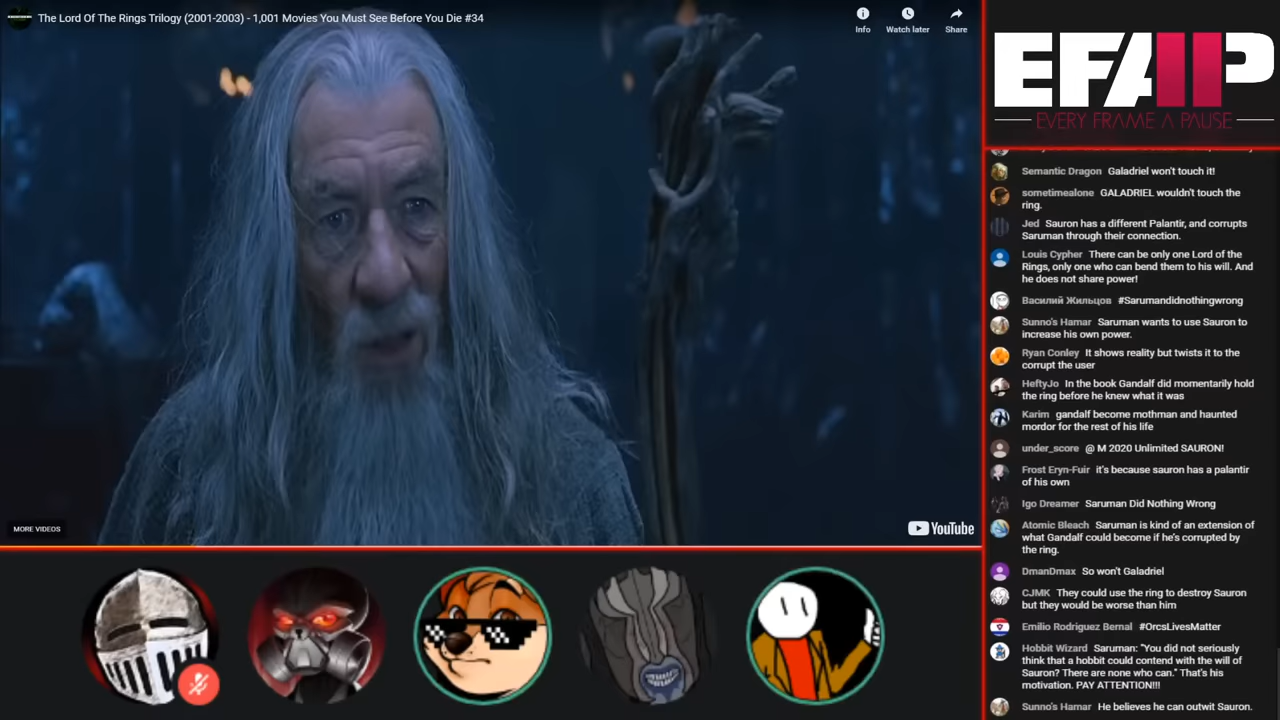 The Lord Of The Rings Trilogy (2001-2003) - 1,001 Movies You Must See Before You Die #34
Info
Watch later
Share
MORE VIDEOS
YouTube
EFAP
EVERY FRAME A PAUSE
Semantic Dragon Galadriel won't touch it!
sometimealone GALADRIEL wouldn't touch the
ring.
Jed Sauron has a different Palantir, and corrupts
Saruman through their connection.
Louis Cypher There can be only one Lord of the
Rings, only one who can bend them to his will. And
he does not share power!
Василий Жильцов #Sarumandidnothingwrong
Sunno's Hamar Saruman wants to use Sauron to
increase his own power.
Ryan Conley It shows reality but twists it to the
corrupt the user
HeftyJo In the book Gandalf did momentarily hold
the ring before he knew what it was
Karim gandalf become mothman and haunted
mordor for the rest of his life
under_score @ M 2020 Unlimited SAURON!
Frost Eryn-Fuir it's because sauron has a palantir
of his own
Igo Dreamer Saruman Did Nothing Wrong
Atomic Bleach Saruman is kind of an extension of
what Gandalf could become if he's corrupted by
the ring.
DmanDmax So won't Galadriel
CJMK They could use the ring to destroy Sauron
but they would be worse than him
Emilio Rodriguez Bernal #OrcsLivesMatter
Hobbit Wizard Saruman: "You did not seriously
think that a hobbit could contend with the will of
Sauron? There are none who can." That's his
motivation. PAY ATTENTION!!!
Sunno's Hamar He believes he can outwit Sauron.